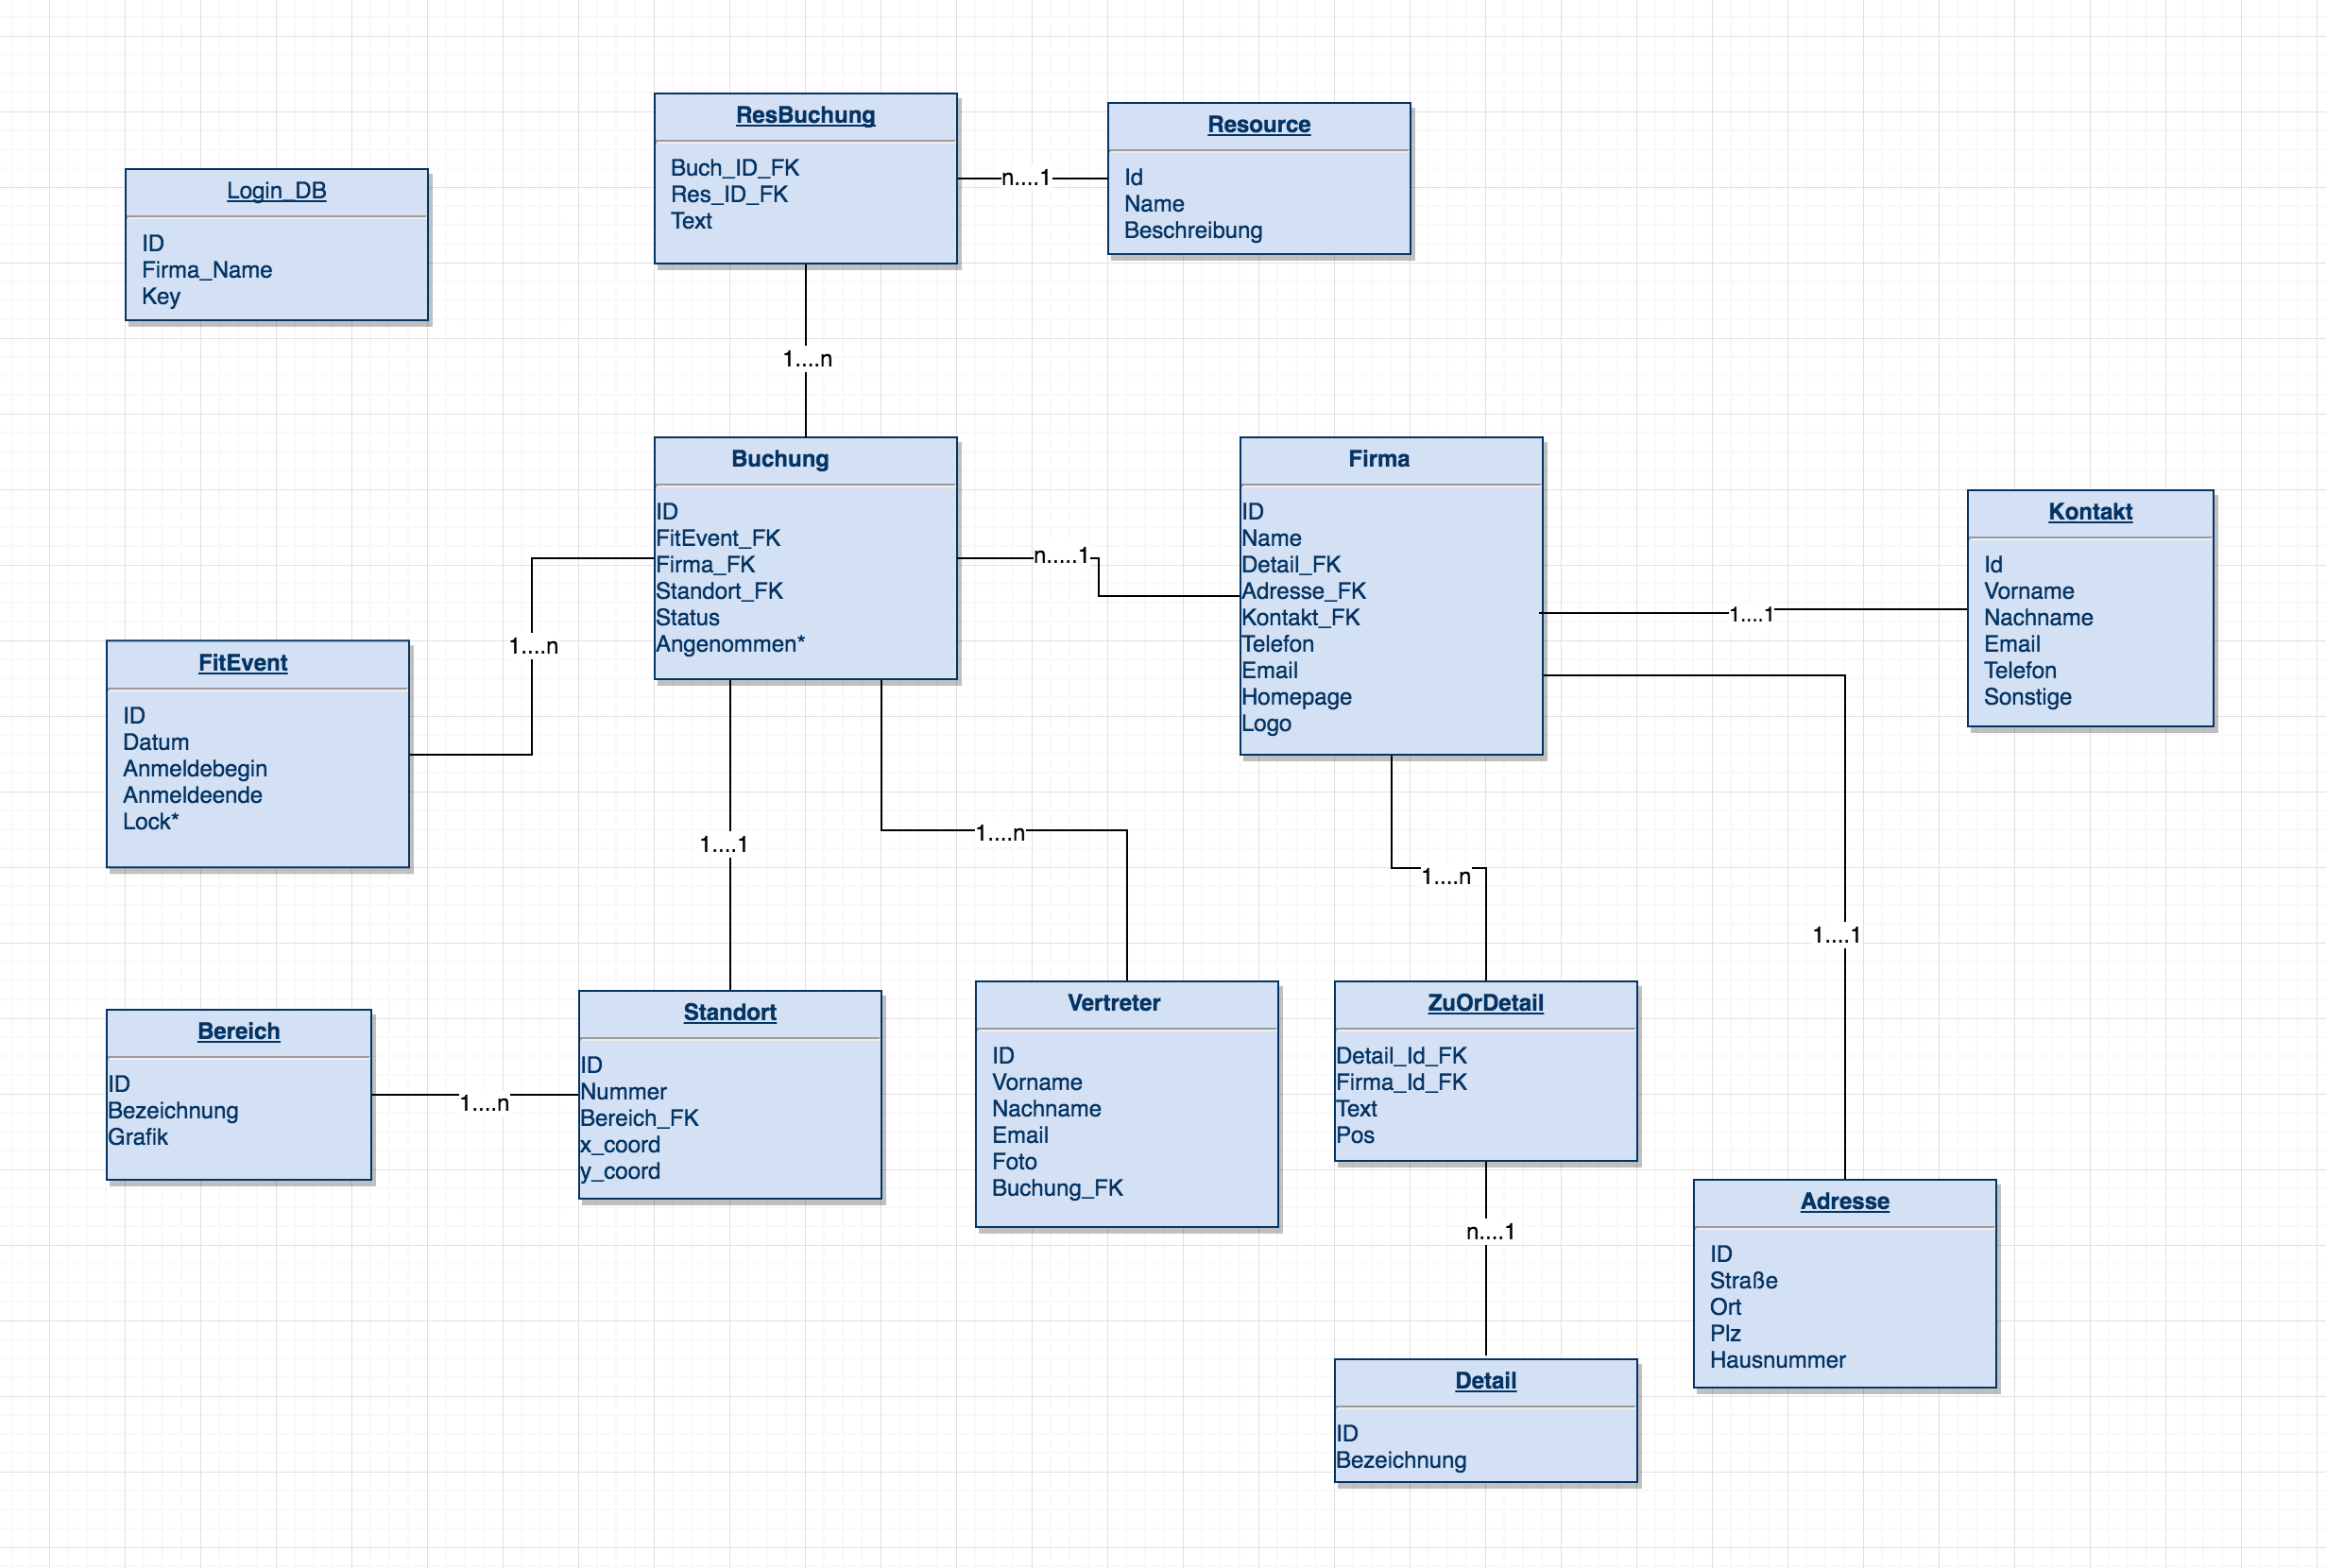 ResBuchung
Buch_ID_FK
Res_ID_FK
Text
n....1
Resource
Id
Name
Beschreibung
Login_DB
ID
Firma_Name
Key
1....n
Buchung
ID
FitEvent_FK
Firma_FK
Standort_FK
Status
Angenommen*
n.....1
Firma
ID
Name
Detail_FK
Adresse_FK
Kontakt_FK
Telefon
Email
Homepage
Logo
1....1
Kontakt
Id
Vorname
Nachname
Email
Telefon
Sonstige
1....n
FitEvent
ID
Datum
Anmeldebegin
Anmeldeende
Lock*
1....1
1....n
1....n
1....1
Bereich
ID
Bezeichnung
Grafik
1....n
Standort
ID
Nummer
Bereich_FK
x_coord
y_coord
Vertreter
ID
Vorname
Nachname
Email
Foto
Buchung_FK
ZuOrDetail
Detail_Id_FK
Firma_Id_FK
Text
Pos
n....1
Adresse
ID
Straße
Ort
Plz
Hausnummer
Detail
ID
Bezeichnung